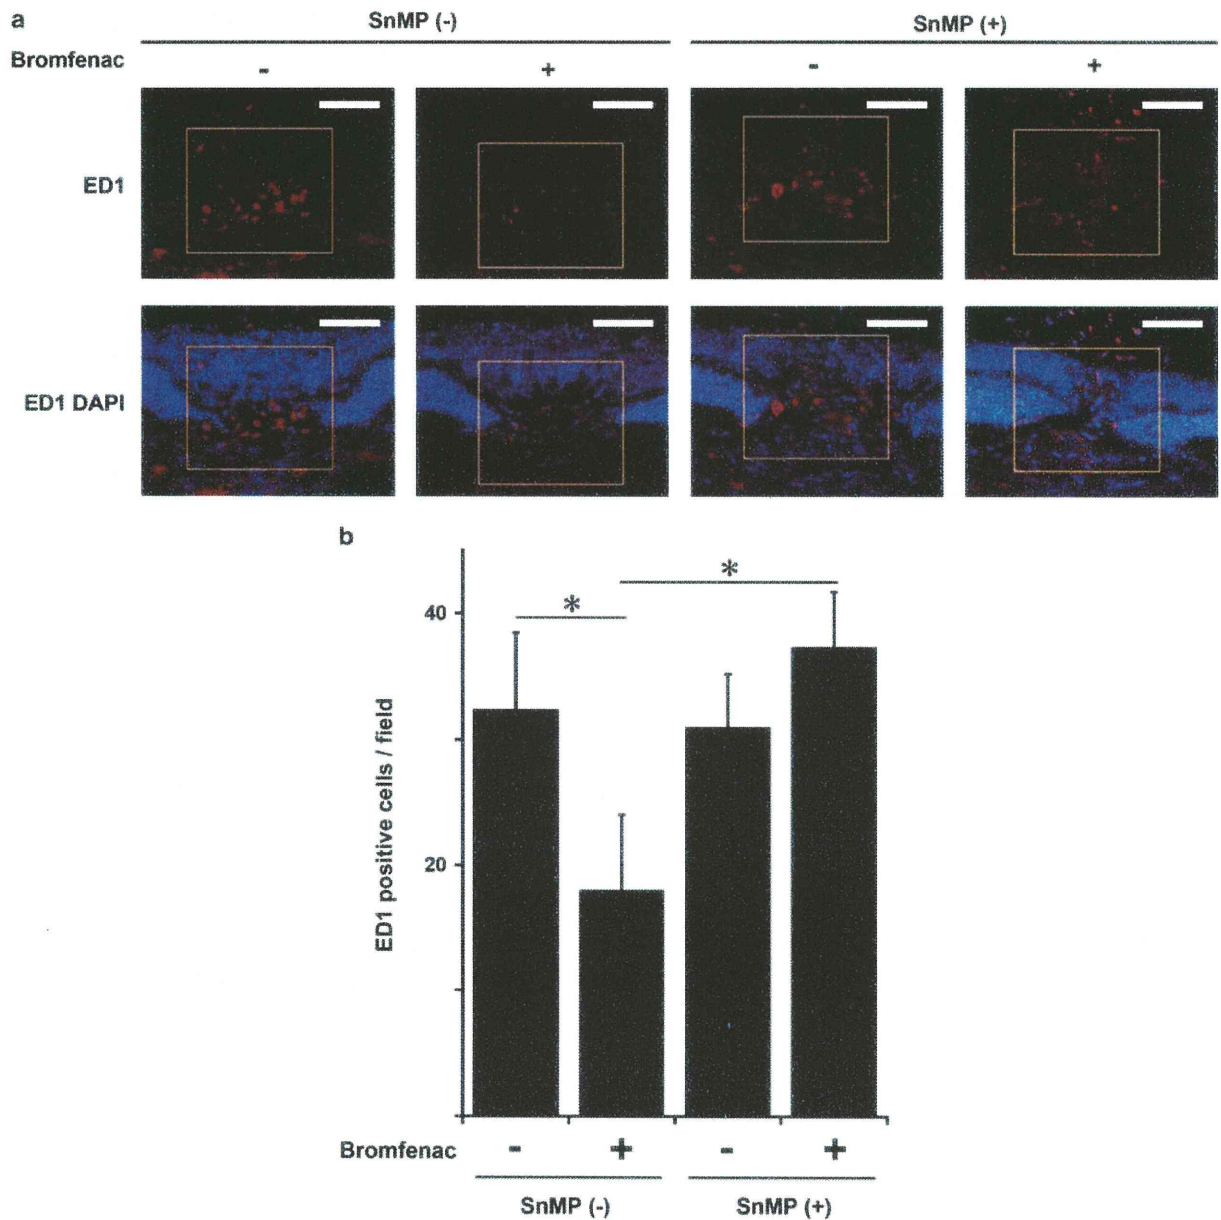 a
SnMP (-)
SnMP (+)
Bromfenac
- + - +
ED1
ED1 DAPI
b
*
*
40
20
ED1 positive cells / field
Bromfenac - + - +
SnMP (-)
SnMP (+)